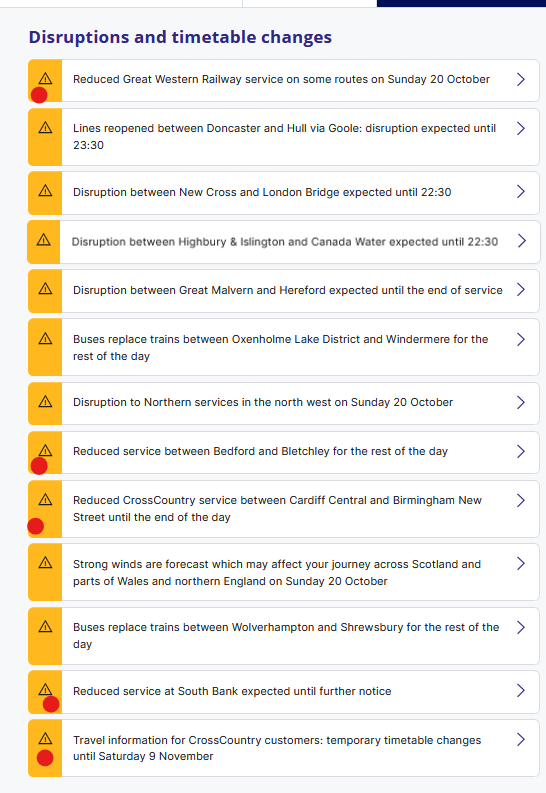 Disruptions and timetable changes
Reduced Great Western Railway service on some routes on Sunday 20 October
Lines reopened between Doncaster and Hull via Goole: disruption expected until
23:30
Disruption between New Cross and London Bridge expected until 22:30
Disruption between Highbury & Islington and Canada Water expected until 22:30
Disruption between Great Malvern and Hereford expected until the end of service
Buses replace trains between Oxenholme Lake District and Windermere for the
rest of the day
Disruption to Northern services in the north west on Sunday 20 October
Reduced service between Bedford and Bletchley for the rest of the day
Reduced CrossCountry service between Cardiff Central and Birmingham New
Street until the end of the day
Strong winds are forecast which may affect your journey across Scotland and
parts of Wales and northern England on Sunday 20 October
Buses replace trains between Wolverhampton and Shrewsbury for the rest of the
day
Reduced service at South Bank expected until further notice
Travel information for CrossCountry customers: temporary timetable changes
until Saturday 9 November